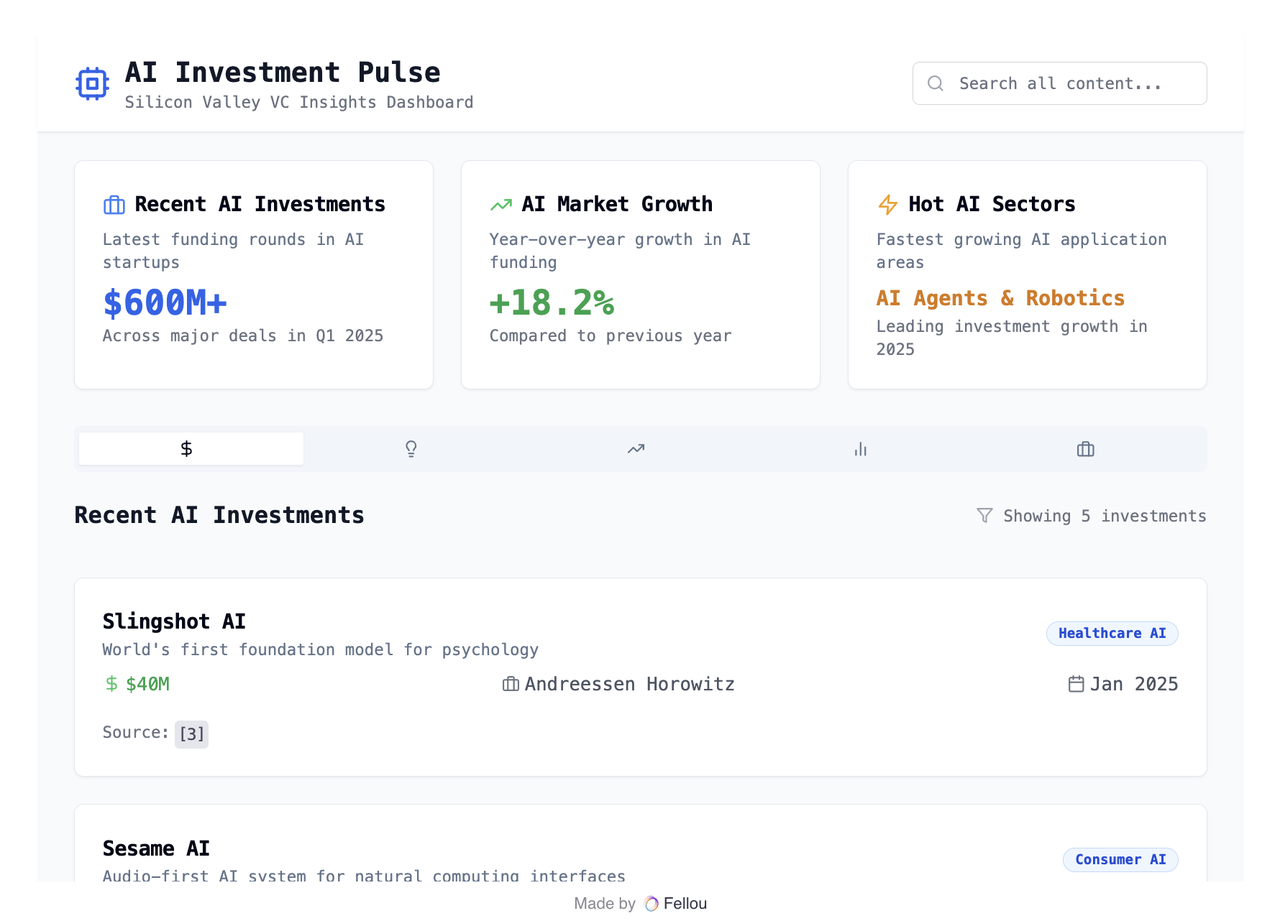 AI Investment Pulse
Silicon Valley VC Insights Dashboard
Search all content...
Recent AI Investments
Latest funding rounds in AI
startups
$600M+
Across major deals in Q1 2025
AI Market Growth
Year-over-year growth in AI
funding
+18.2%
Compared to previous year
Hot AI Sectors
Fastest growing AI application
areas
AI Agents & Robotics
Leading investment growth in
2025
Recent AI Investments
Showing 5 investments
Slingshot AI
World's first foundation model for psychology
Healthcare AI
$40M
Andreessen Horowitz
Jan 2025
Source: [3]
Sesame AI
Audio-first AI system for natural computing interfaces
Consumer AI
Made by Fellou